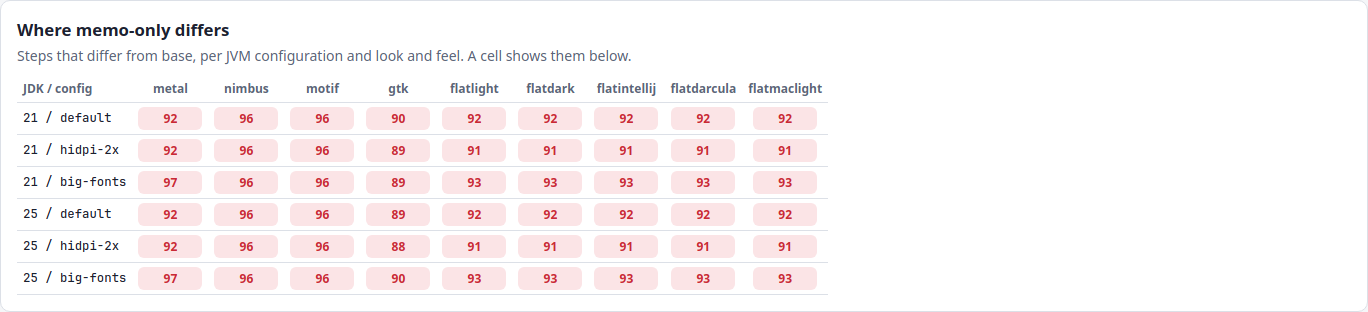 Where memo-only differs
Steps that differ from base, per JVM configuration and look and feel. A cell shows them below.
JDK / config metal nimbus motif gtk flatlight flatdark flatintellij flatdarcula flatmaclight
21 / default 92 96 96 90 92 92 92 92 92
21 / hidpi-2x 92 96 96 89 91 91 91 91 91
21 / big-fonts 97 96 96 89 93 93 93 93 93
25 / default 92 96 96 89 92 92 92 92 92
25 / hidpi-2x 92 96 96 88 91 91 91 91 91
25 / big-fonts 97 96 96 90 93 93 93 93 93